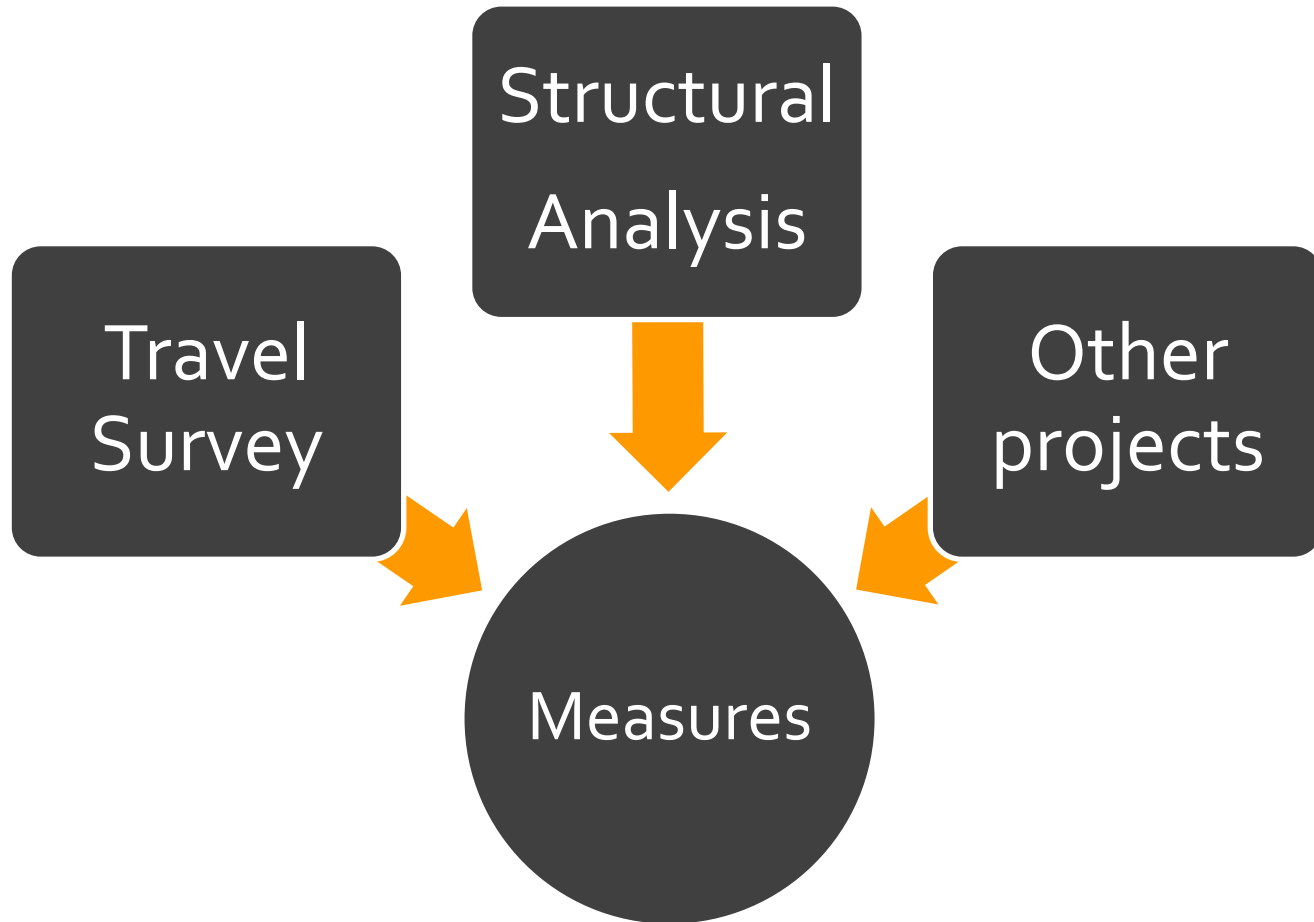 Structural
Analysis
Travel
Survey
Other
projects
Measures